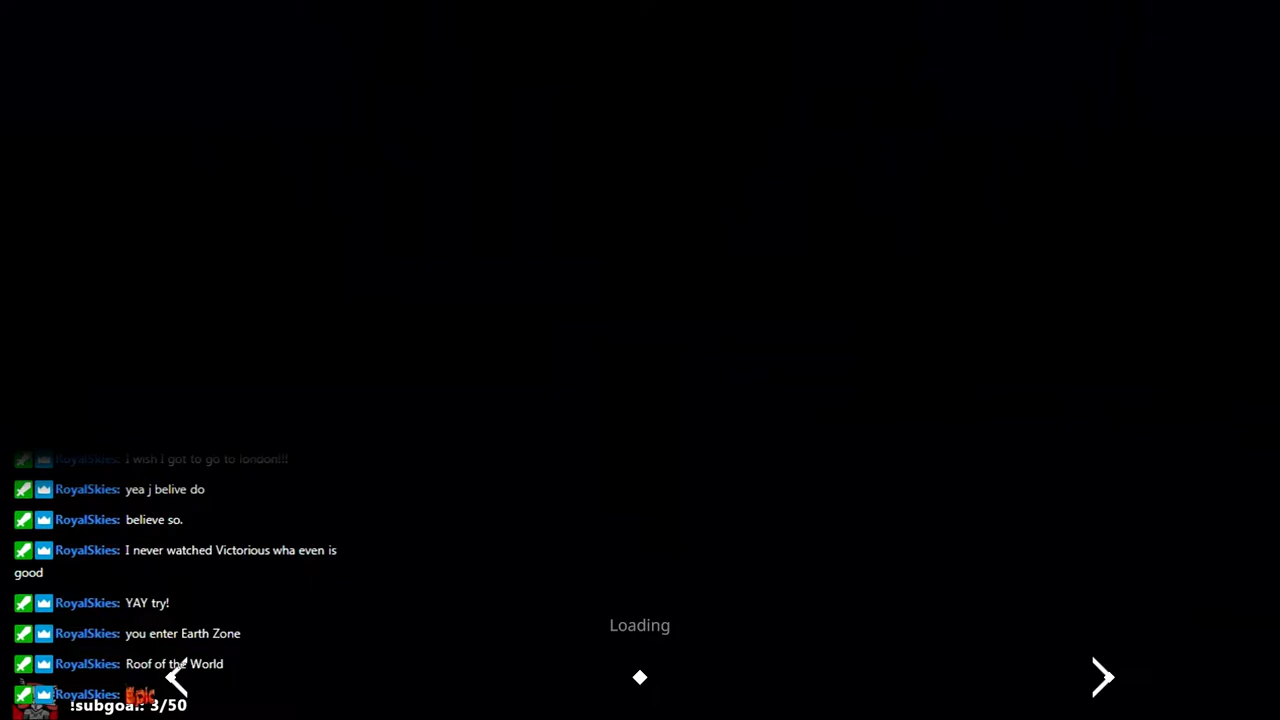 RoyalSkies: I wish I got to go to london!!!
RoyalSkies: yea j belive do
RoyalSkies: believe so.
RoyalSkies: I never watched Victorious wha even is
good
RoyalSkies: YAY try!
RoyalSkies: you enter Earth Zone
Loading
RoyalSkies: Roof of the World
RoyalSkies: Epic
!subgoal: 3/50